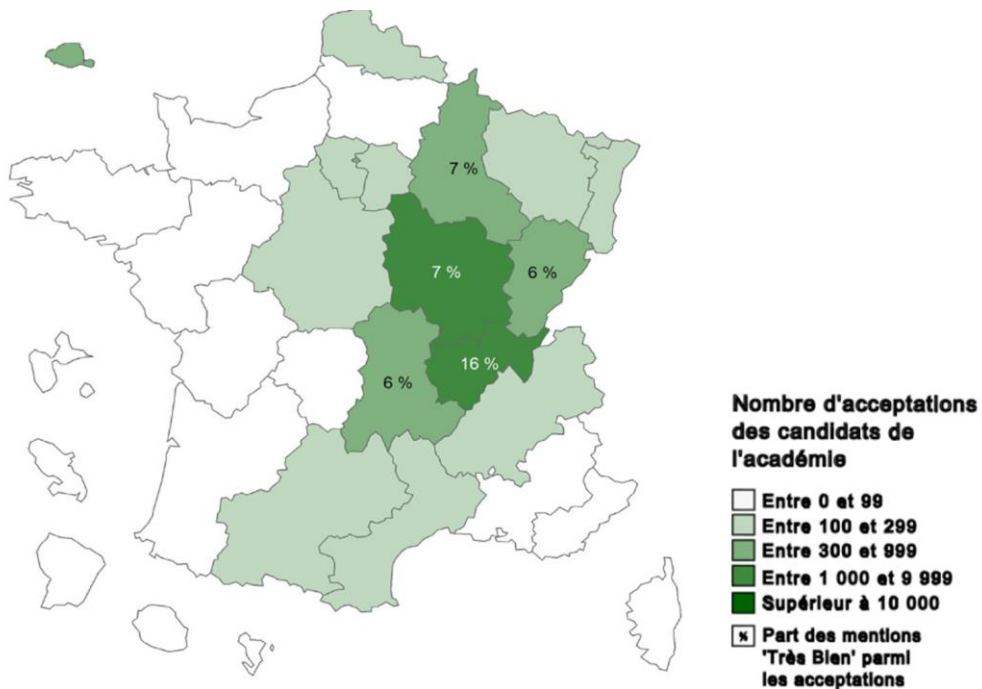 7 %
7 %
6 %
16 %
6 %
Nombre d'acceptations
des candidats de
l'académie
Entre 0 et 99
Entre 100 et 299
Entre 300 et 999
Entre 1 000 et 9 999
Supérieur à 10 000
% Part des mentions
'Très Bien' parmi
les acceptations